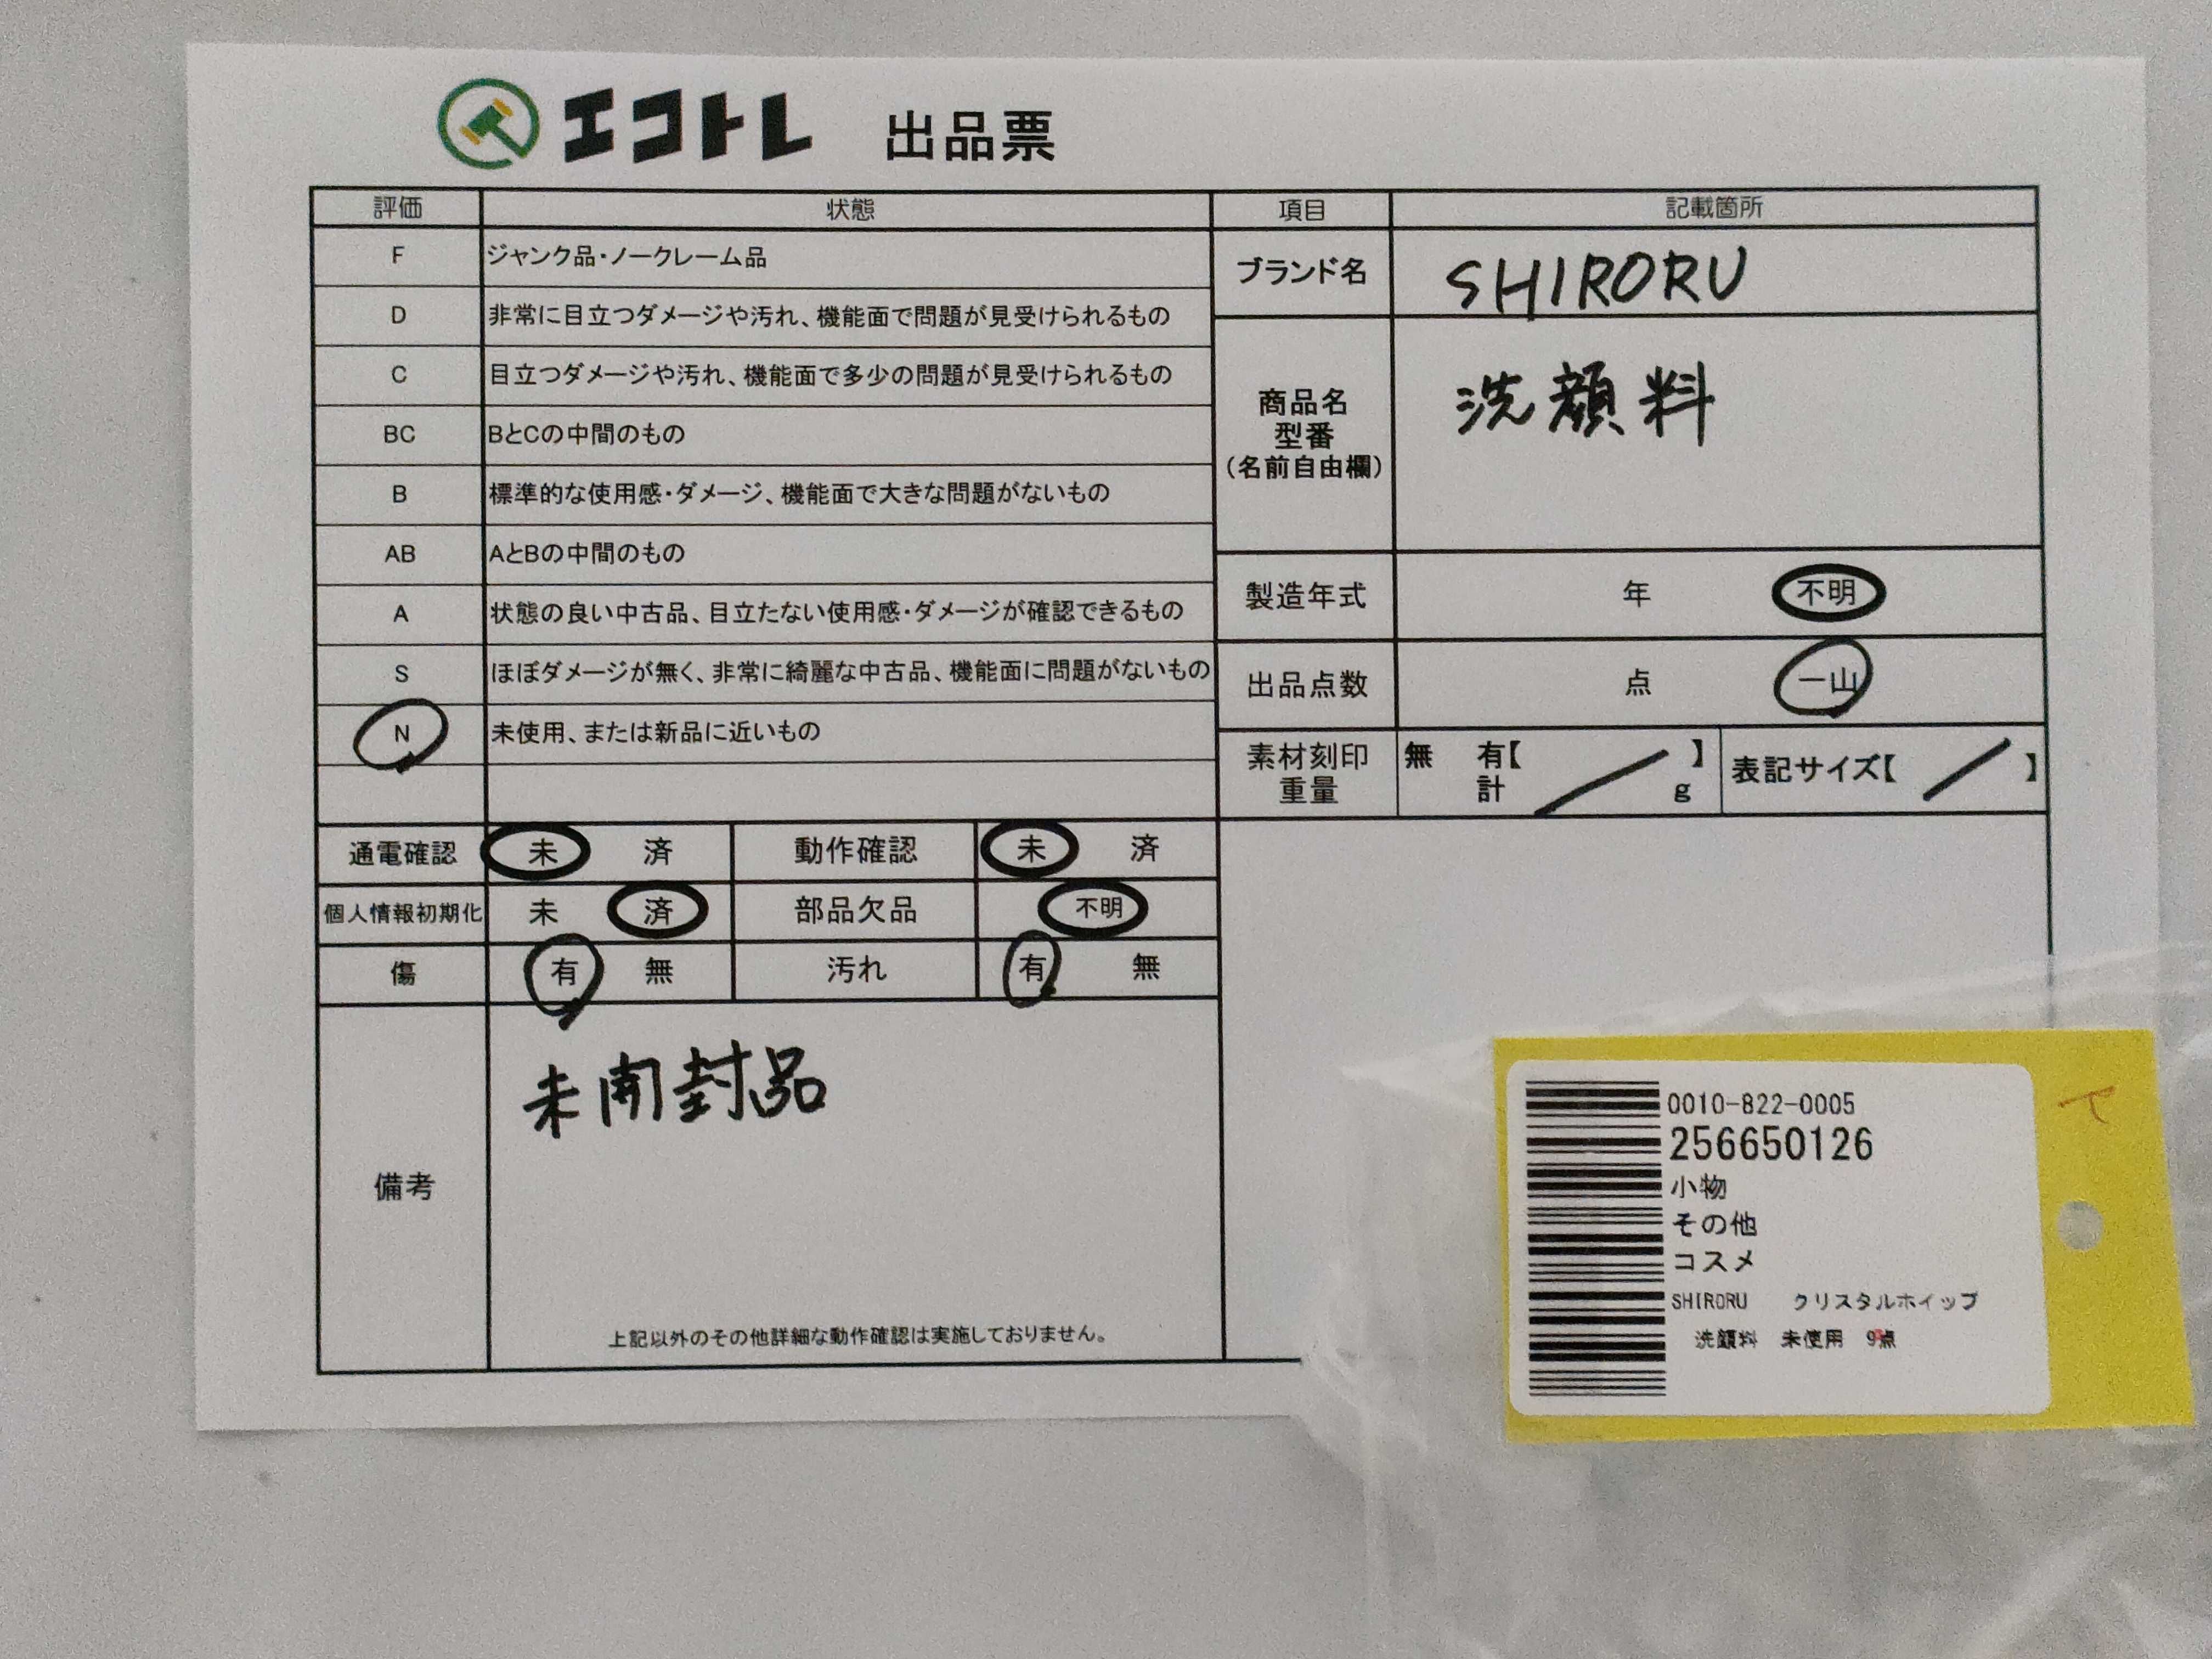 エコトレ 出品票
評価 状態 項目 記載箇所
F ジャンク品・ノークレーム品
D 非常に目立つダメージや汚れ、機能面で問題が見受けられるもの
C 目立つダメージや汚れ、機能面で多少の問題が見受けられるもの
BC BとCの中間のもの
B 標準的な使用感・ダメージ、機能面で大きな問題がないもの
AB AとBの中間のもの
A 状態の良い中古品、目立たない使用感・ダメージが確認できるもの
S ほぼダメージが無く、非常に綺麗な中古品、機能面に問題がないもの
N 未使用、または新品に近いもの
ブランド名 SHIRORU
商品名
型番
(名前自由欄)
洗顔料
製造年式 年 不明
出品点数 点 一山
素材刻印
重量
無 有【 】
計 g
表記サイズ【 】
通電確認 未 済 動作確認 未 済
個人情報初期化 未 済 部品欠品 不明
傷 有 無 汚れ 有 無
備考
未開封品
上記以外のその他詳細な動作確認は実施しておりません。
0010-822-0005
256650126
小物
その他
コスメ
SHIRORU クリスタルホイップ
洗顔料 未使用 9点